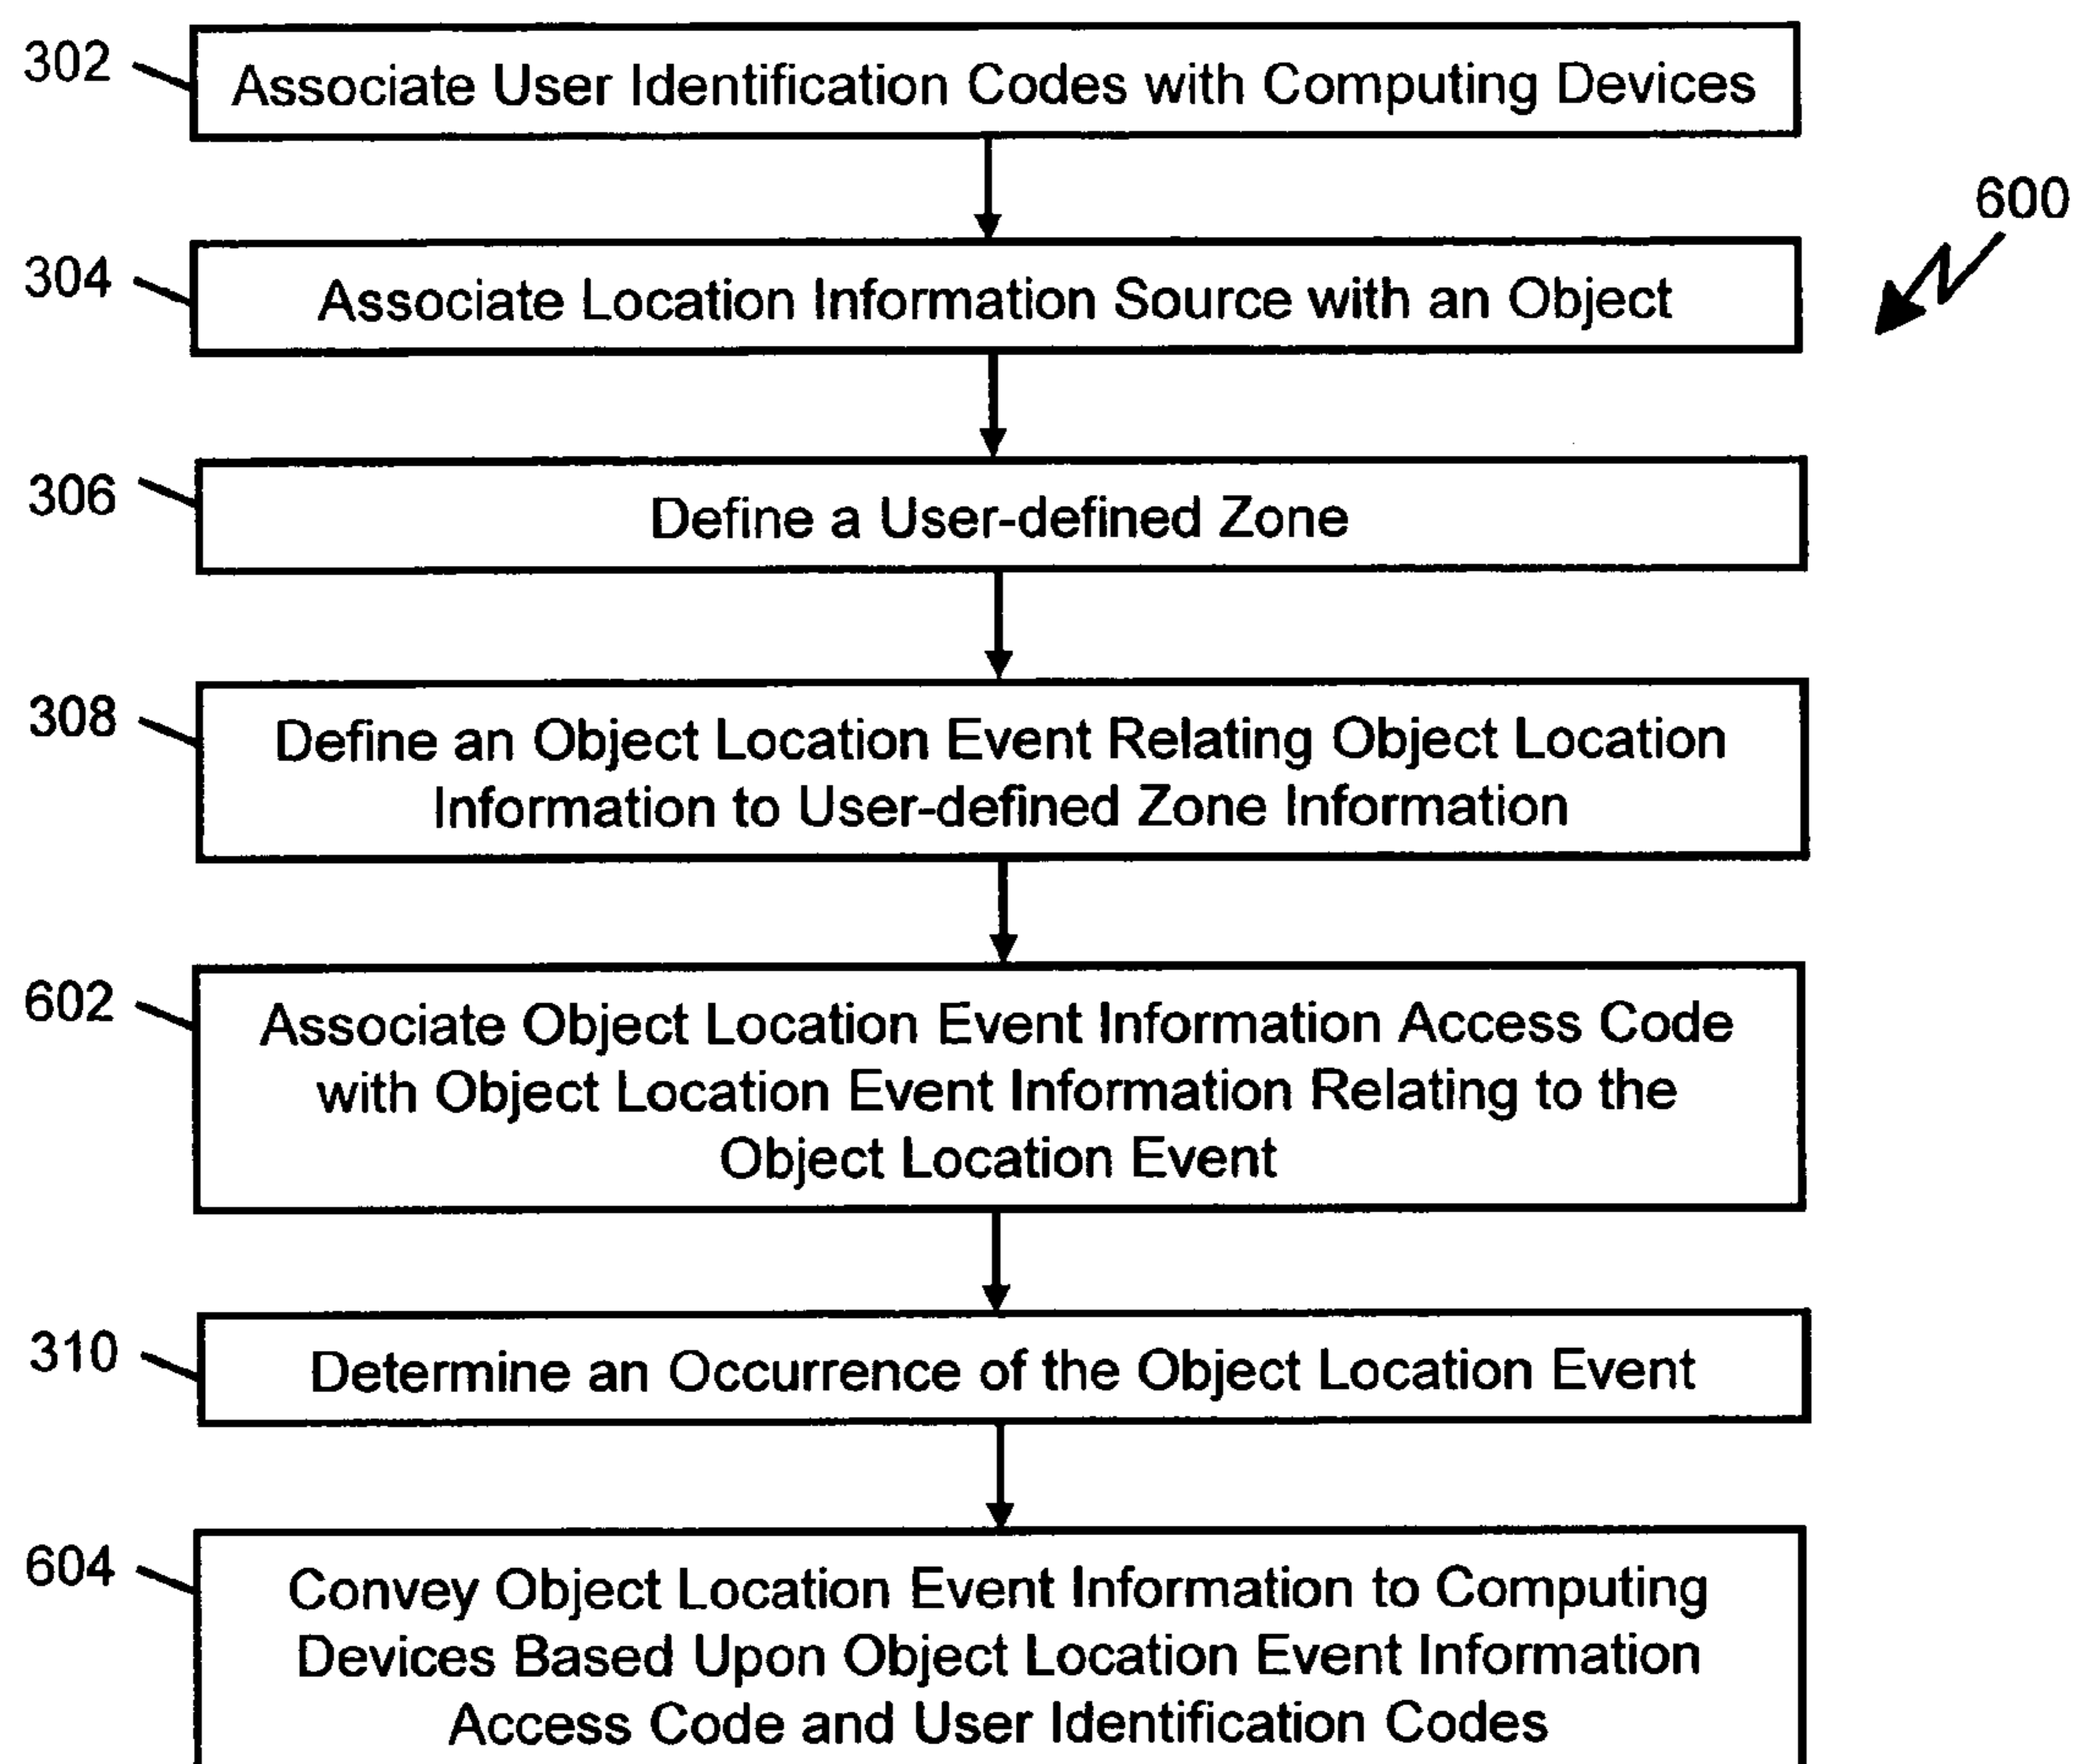 302
Associate User Identification Codes with Computing Devices
600
304
Associate Location Information Source with an Object
306
Define a User-defined Zone
308
Define an Object Location Event Relating Object Location
Information to User-defined Zone Information
602
Associate Object Location Event Information Access Code
with Object Location Event Information Relating to the
Object Location Event
310
Determine an Occurrence of the Object Location Event
604
Convey Object Location Event Information to Computing
Devices Based Upon Object Location Event Information
Access Code and User Identification Codes